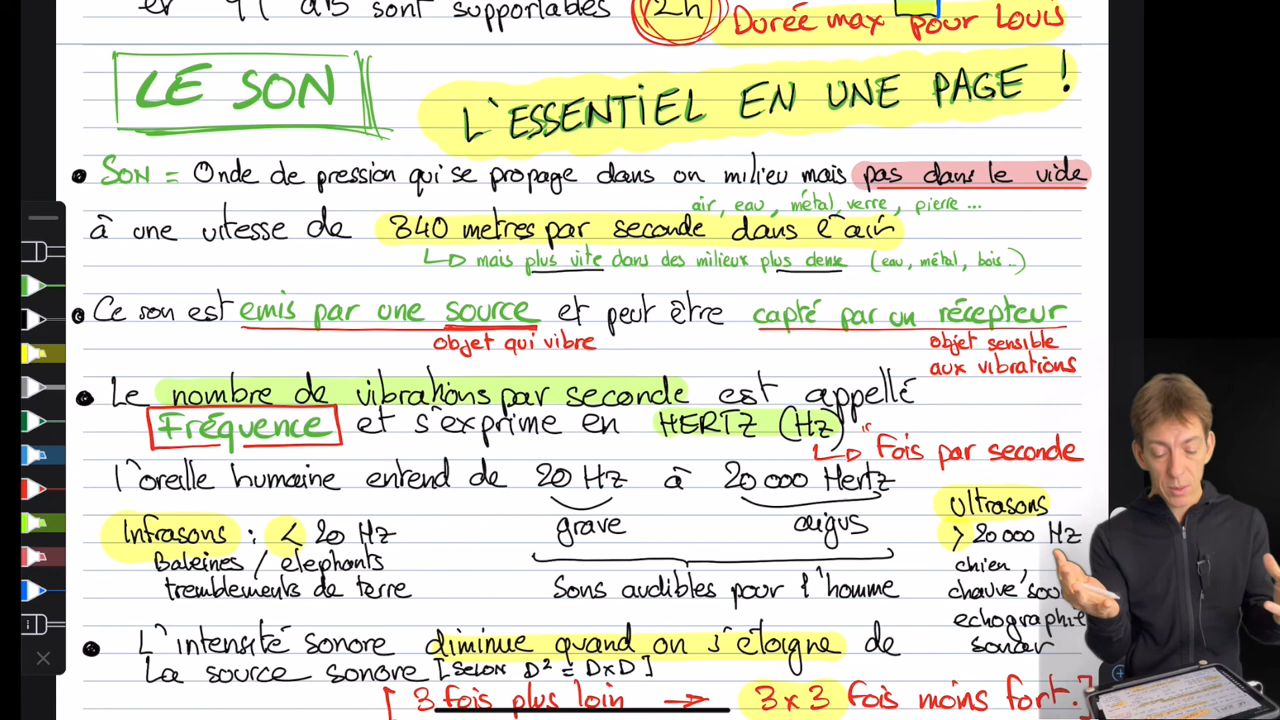 et 91 dB sont supportables 2h Durée max pour Louis
LE SON
L'ESSENTIEL EN UNE PAGE !
• SON = Onde de pression qui se propage dans un milieu mais pas dans le vide
air, eau, métal, verre, pierre ...
à une vitesse de 340 metres par seconde dans l'air
↳ mais plus vite dans des milieux plus dense (eau, métal, bois ...)
• Ce son est emis par une source et peut être capté par un récepteur
objet qui vibre
objet sensible
aux vibrations
• Le nombre de vibrations par seconde est appellé
Fréquence et s'exprime en HERTZ (Hz)
↳ "Fois par seconde
l'oreille humaine entend de 20 Hz à 20 000 Hertz
grave aigus
Sons audibles pour l'homme
Infrasons : < 20 Hz
Baleines / elephants
tremblements de terre
Ultrasons
> 20 000 Hz
chien,
chauve
echographie
sonar
• L'intensité sonore diminue quand on s'éloigne de
La source sonore [SELON D² = D×D]
[ 3 fois plus loin → 3 x 3 fois moins fort.]